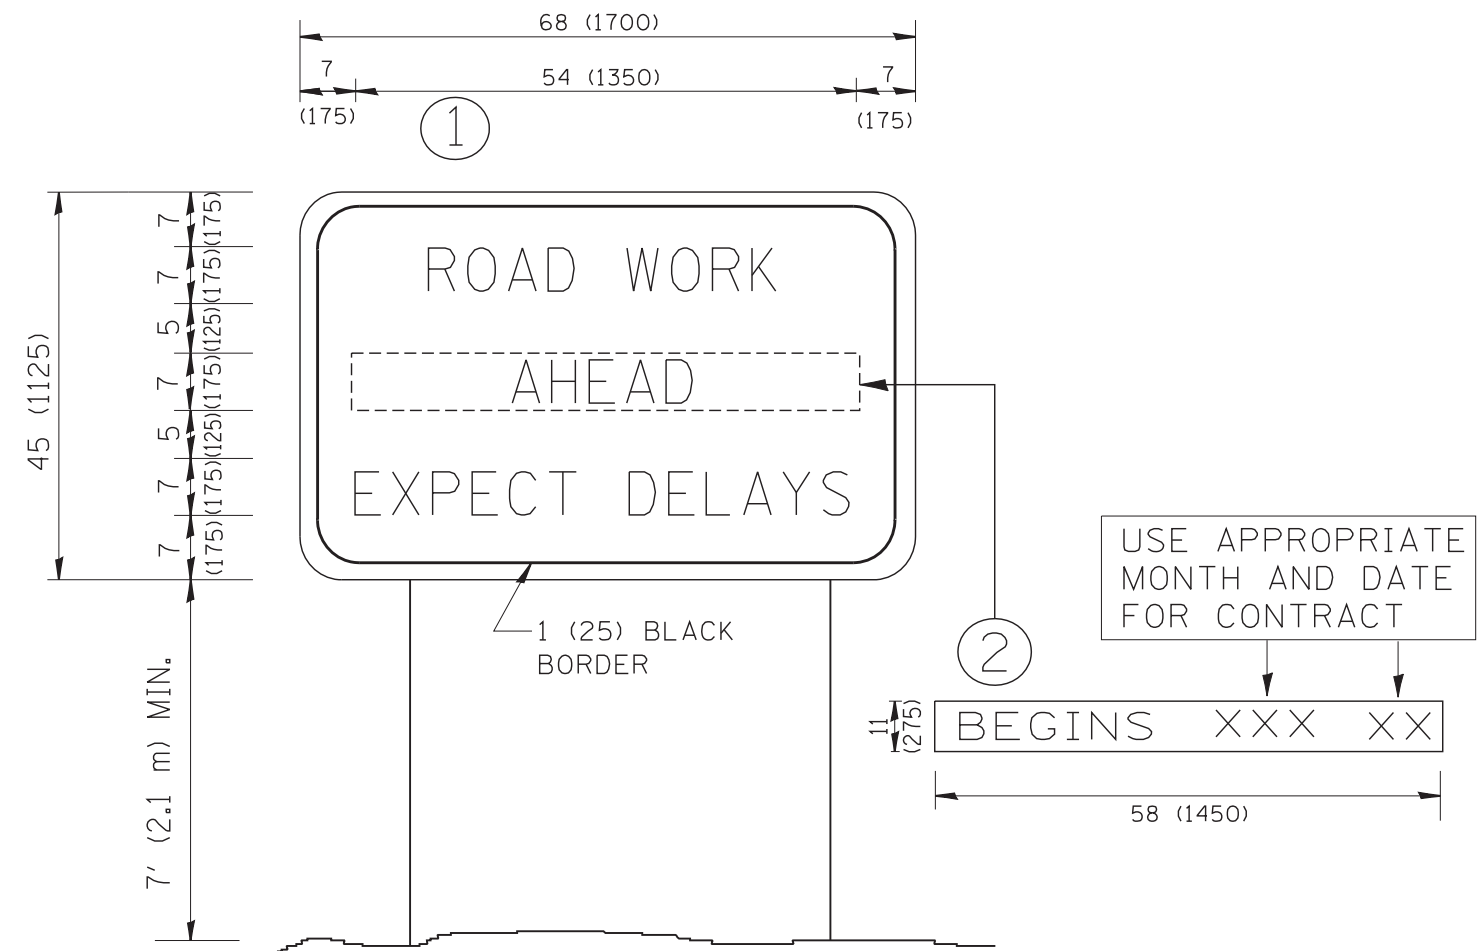 68 (1700)
7
54 (1350)
7
(175)
(175)
1
7
(175)
7
(175)
5
(125)
7
(175)
5
(125)
7
(175)
7
(175)
45 (1125)
ROAD WORK
AHEAD
EXPECT DELAYS
1 (25) BLACK
BORDER
7' (2.1 m) MIN.
2
USE APPROPRIATE
MONTH AND DATE
FOR CONTRACT
11
(275)
BEGINS XXX XX
58 (1450)